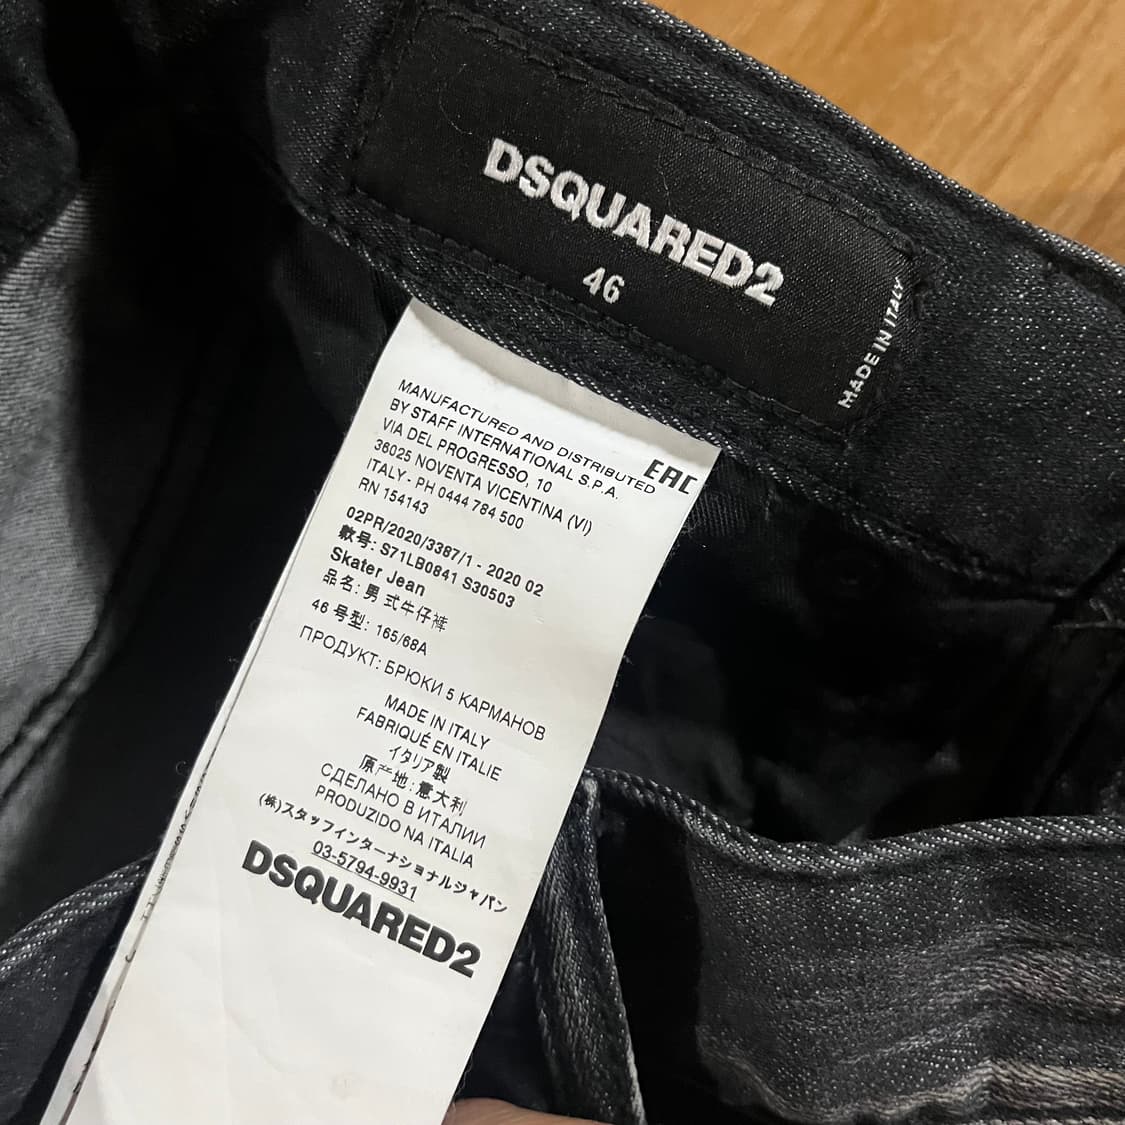 DSQUARED2
46
MADE IN ITALY
MANUFACTURED AND DISTRIBUTED
BY STAFF INTERNATIONAL S.P.A.
VIA DEL PROGRESSO, 10
36025 NOVENTA VICENTINA (VI)
ITALY - PH 0444 784 500
RN 154143
EAC
02PR/2020/3387/1 - 2020 02
款号: S71LB0841 S30503
Skater Jean
品名: 男式牛仔裤
46 号型: 165/68A
ПРОДУКТ: БРЮКИ 5 КАРМАНОВ
MADE IN ITALY
FABRIQUÉ EN ITALIE
イタリア製
原产地: 意大利
СДЕЛАНО В ИТАЛИИ
PRODUZIDO NA ITALIA
(株)スタッフインターナショナルジャパン
03-5794-9931
DSQUARED2